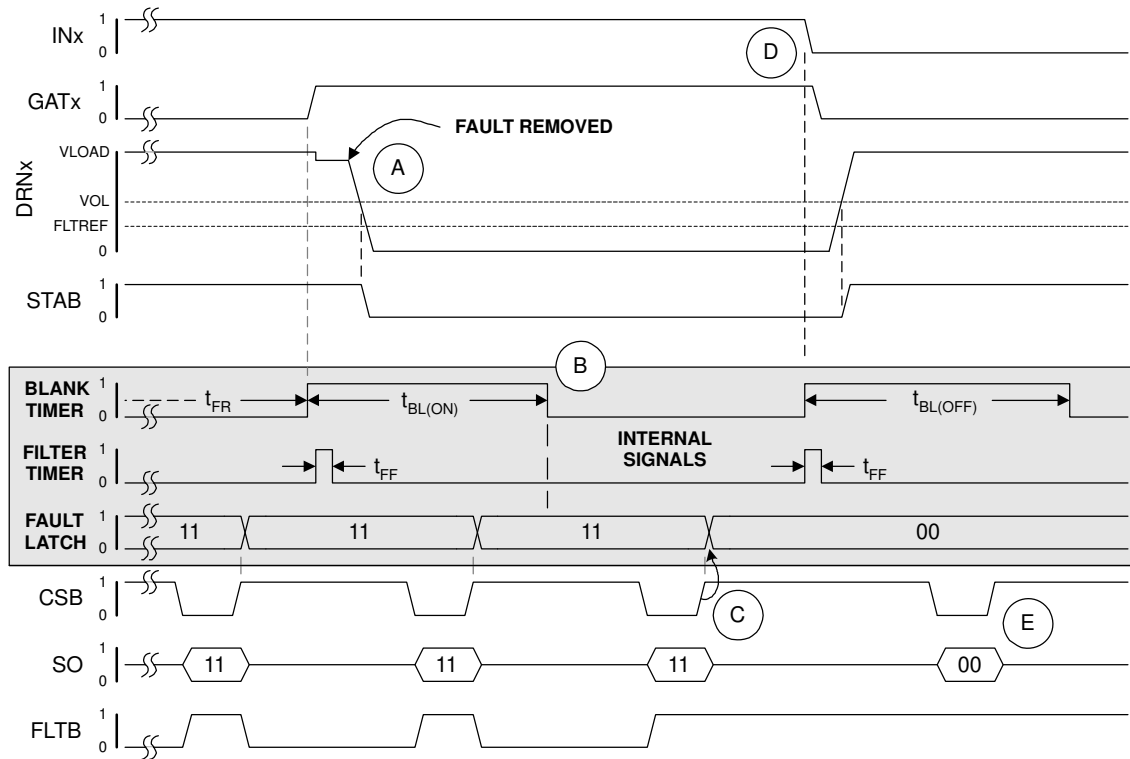 INx 1 0
D
GATx 1 0
FAULT REMOVED
A
DRNx VLOAD
VOL
FLTREF
0
STAB 1 0
B
BLANK TIMER 1 0 tFR tBL(ON) tBL(OFF)
INTERNAL SIGNALS
FILTER TIMER 1 0 tFF tFF
FAULT LATCH 1 0 11 11 11 00
CSB 1 0
C
E
SO 1 0 11 11 11 00
FLTB 1 0